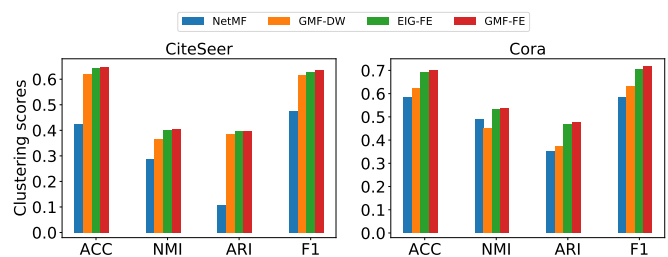 NetMF GMF-DW EIG-FE GMF-FE
CiteSeer
Clustering scores
0.6
0.5
0.4
0.3
0.2
0.1
0.0
ACC NMI ARI F1
Cora
0.7
0.6
0.5
0.4
0.3
0.2
0.1
0.0
ACC NMI ARI F1